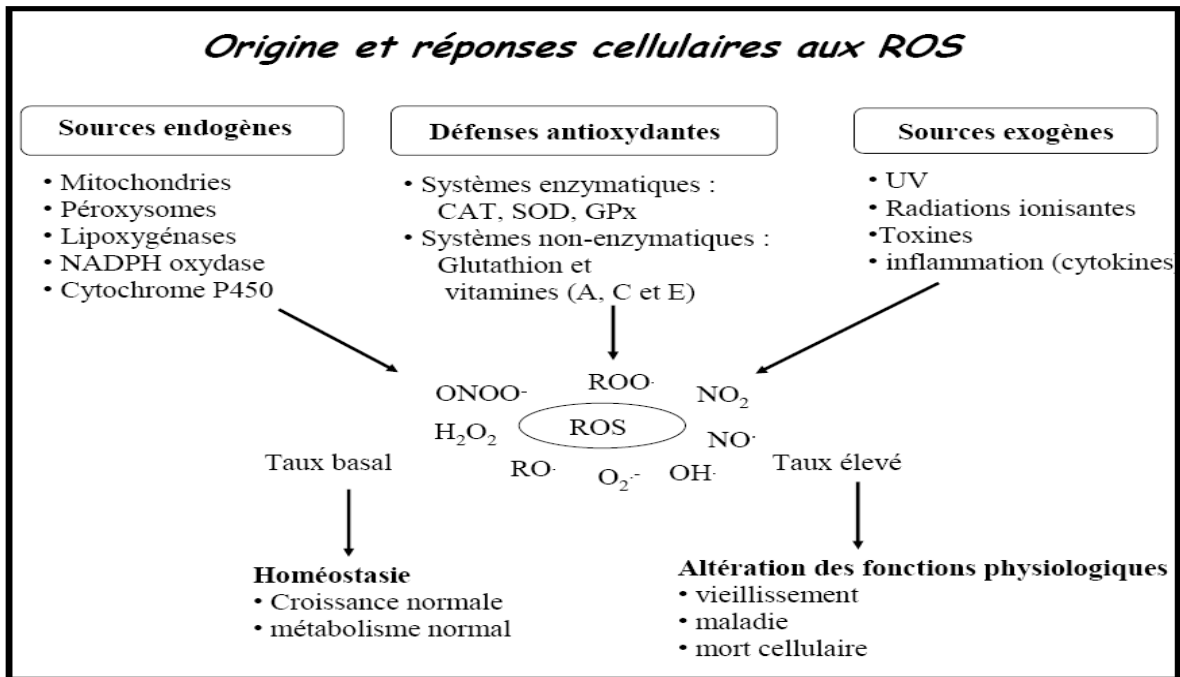 Origine et réponses cellulaires aux ROS
Sources endogènes
• Mitochondries
• Péroxysomes
• Lipoxygénases
• NADPH oxydase
• Cytochrome P450
Défenses antioxydantes
• Systèmes enzymatiques :
CAT, SOD, GPx
• Systèmes non-enzymatiques :
Glutathion et
vitamines (A, C et E)
Sources exogènes
• UV
• Radiations ionisantes
•Toxines
• inflammation (cytokines
ONOO-
ROO·
NO₂
H₂O₂
ROS
NO·
RO·
O₂·-
OH·
Taux basal
Taux élevé
Homéostasie
• Croissance normale
• métabolisme normal
Altération des fonctions physiologiques
• vieillissement
• maladie
• mort cellulaire